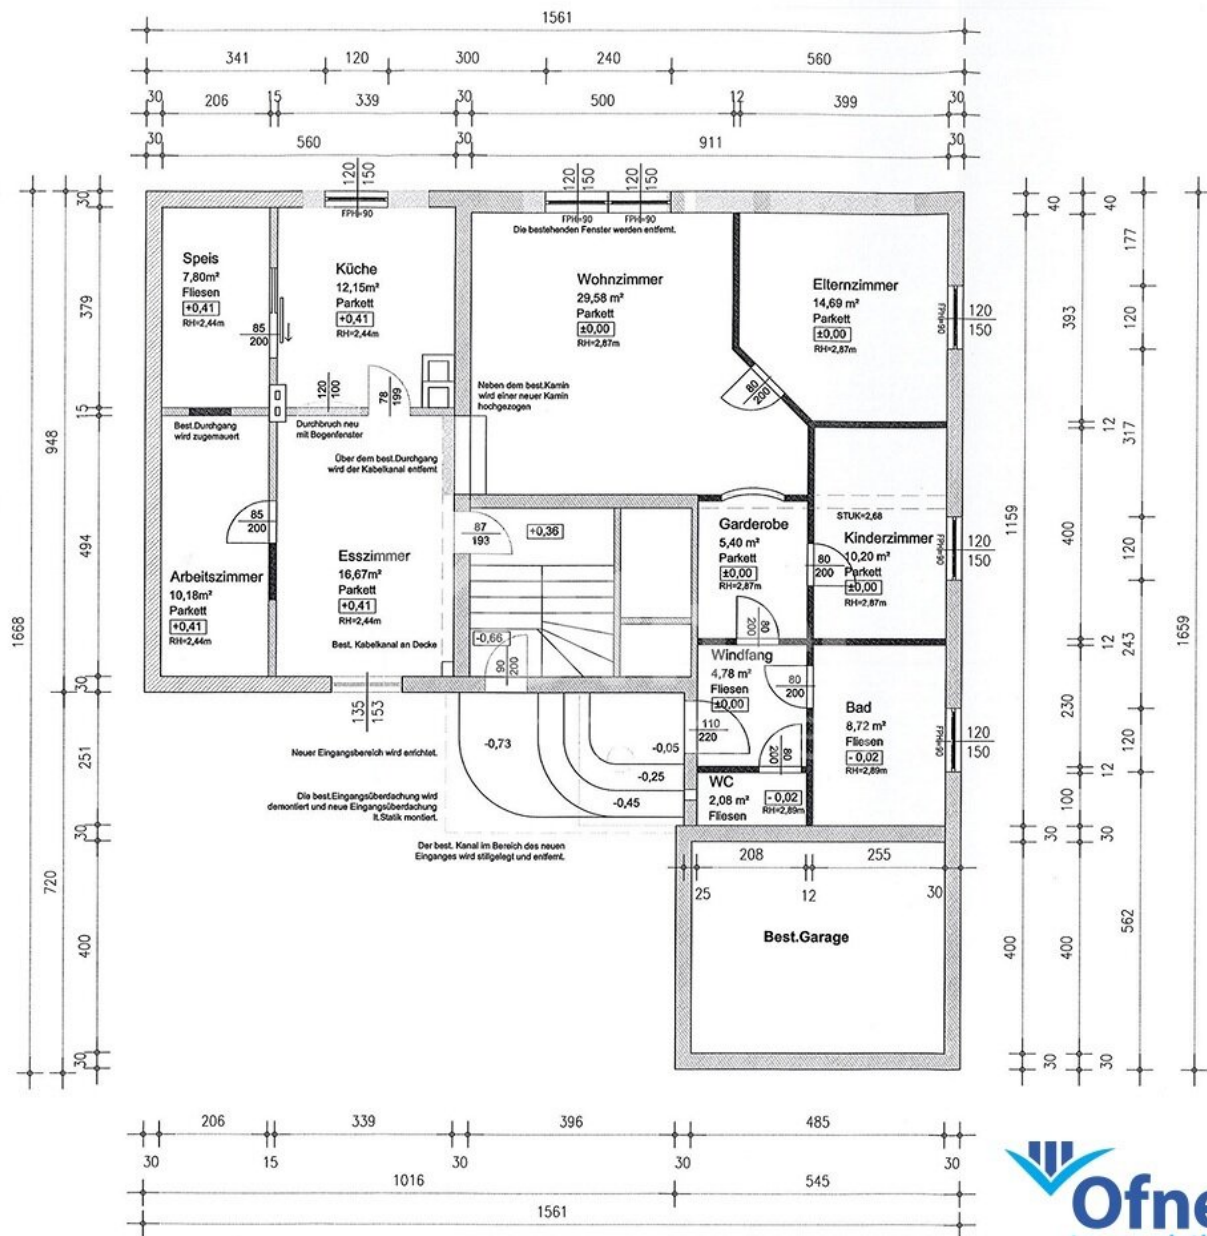 1561
341 120 300 240 560
30 206 15 339 30 500 12 399 30
30 560 30 911 30
120
150
FPH=90
120
150
120
150
FPH=90 FPH=90
Die bestehenden Fenster werden entfernt.
Speis
7,80m²
Fliesen
+0,41
RH=2,44m
85
200
Küche
12,15m²
Parkett
+0,41
RH=2,44m
Wohnzimmer
29,58 m²
Parkett
±0,00
RH=2,87m
Elternzimmer
14,69 m²
Parkett
±0,00
RH=2,87m
FPH=90
120
150
80
200
120
100
78
199
Neben dem best.Kamin
wird einer neuer Kamin
hochgezogen
Best.Durchgang
wird zugemauert
Durchbruch neu
mit Bogenfenster
Über dem best.Durchgang
wird der Kabelkanal entfernt
85
200
87
193
+0,36
Garderobe
5,40 m²
Parkett
±0,00
RH=2,87m
STUK=2,68
Kinderzimmer
10,20 m²
Parkett
±0,00
RH=2,87m
80
200
FPH=90
120
150
Arbeitszimmer
10,18m²
Parkett
+0,41
RH=2,44m
Esszimmer
16,67m²
Parkett
+0,41
RH=2,44m
Best. Kabelkanal an Decke
-0,66
90
200
80
200
Windfang
4,78 m²
Fliesen
±0,00
80
200
110
220
80
200
Bad
8,72 m²
Fliesen
- 0,02
RH=2,89m
FPH=90
120
150
135
153
Neuer Eingangsbereich wird errichtet.
-0,73
-0,05
-0,25
-0,45
WC
2,08 m²
Fliesen
- 0,02
RH=2,89m
Die best.Eingangsüberdachung wird
demontiert und neue Eingangsüberdachung
lt.Statik montiert.
Der best. Kanal im Bereich des neuen
Einganges wird stillgelegt und entfernt.
208 255
25 12 30
Best.Garage
1668
948
720
30
379
15
494
30
251
30
400
30
1159
400
40
393
12
400
12
230
12
100
30
400
30
40
177
120
317
120
243
120
562
1659
206 339 396 485
30 15 30 30 30
1016 545
1561
Ofne